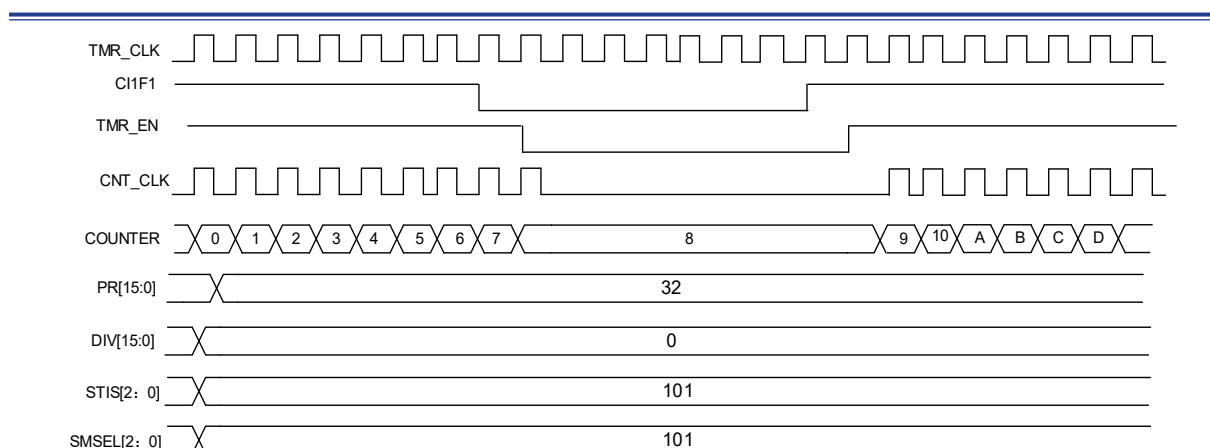 TMR_CLK
CI1F1
TMR_EN
CNT_CLK
COUNTER 0 1 2 3 4 5 6 7 8 9 10 A B C D
PR[15:0] 32
DIV[15:0] 0
STIS[2：0] 101
SMSEL[2：0] 101